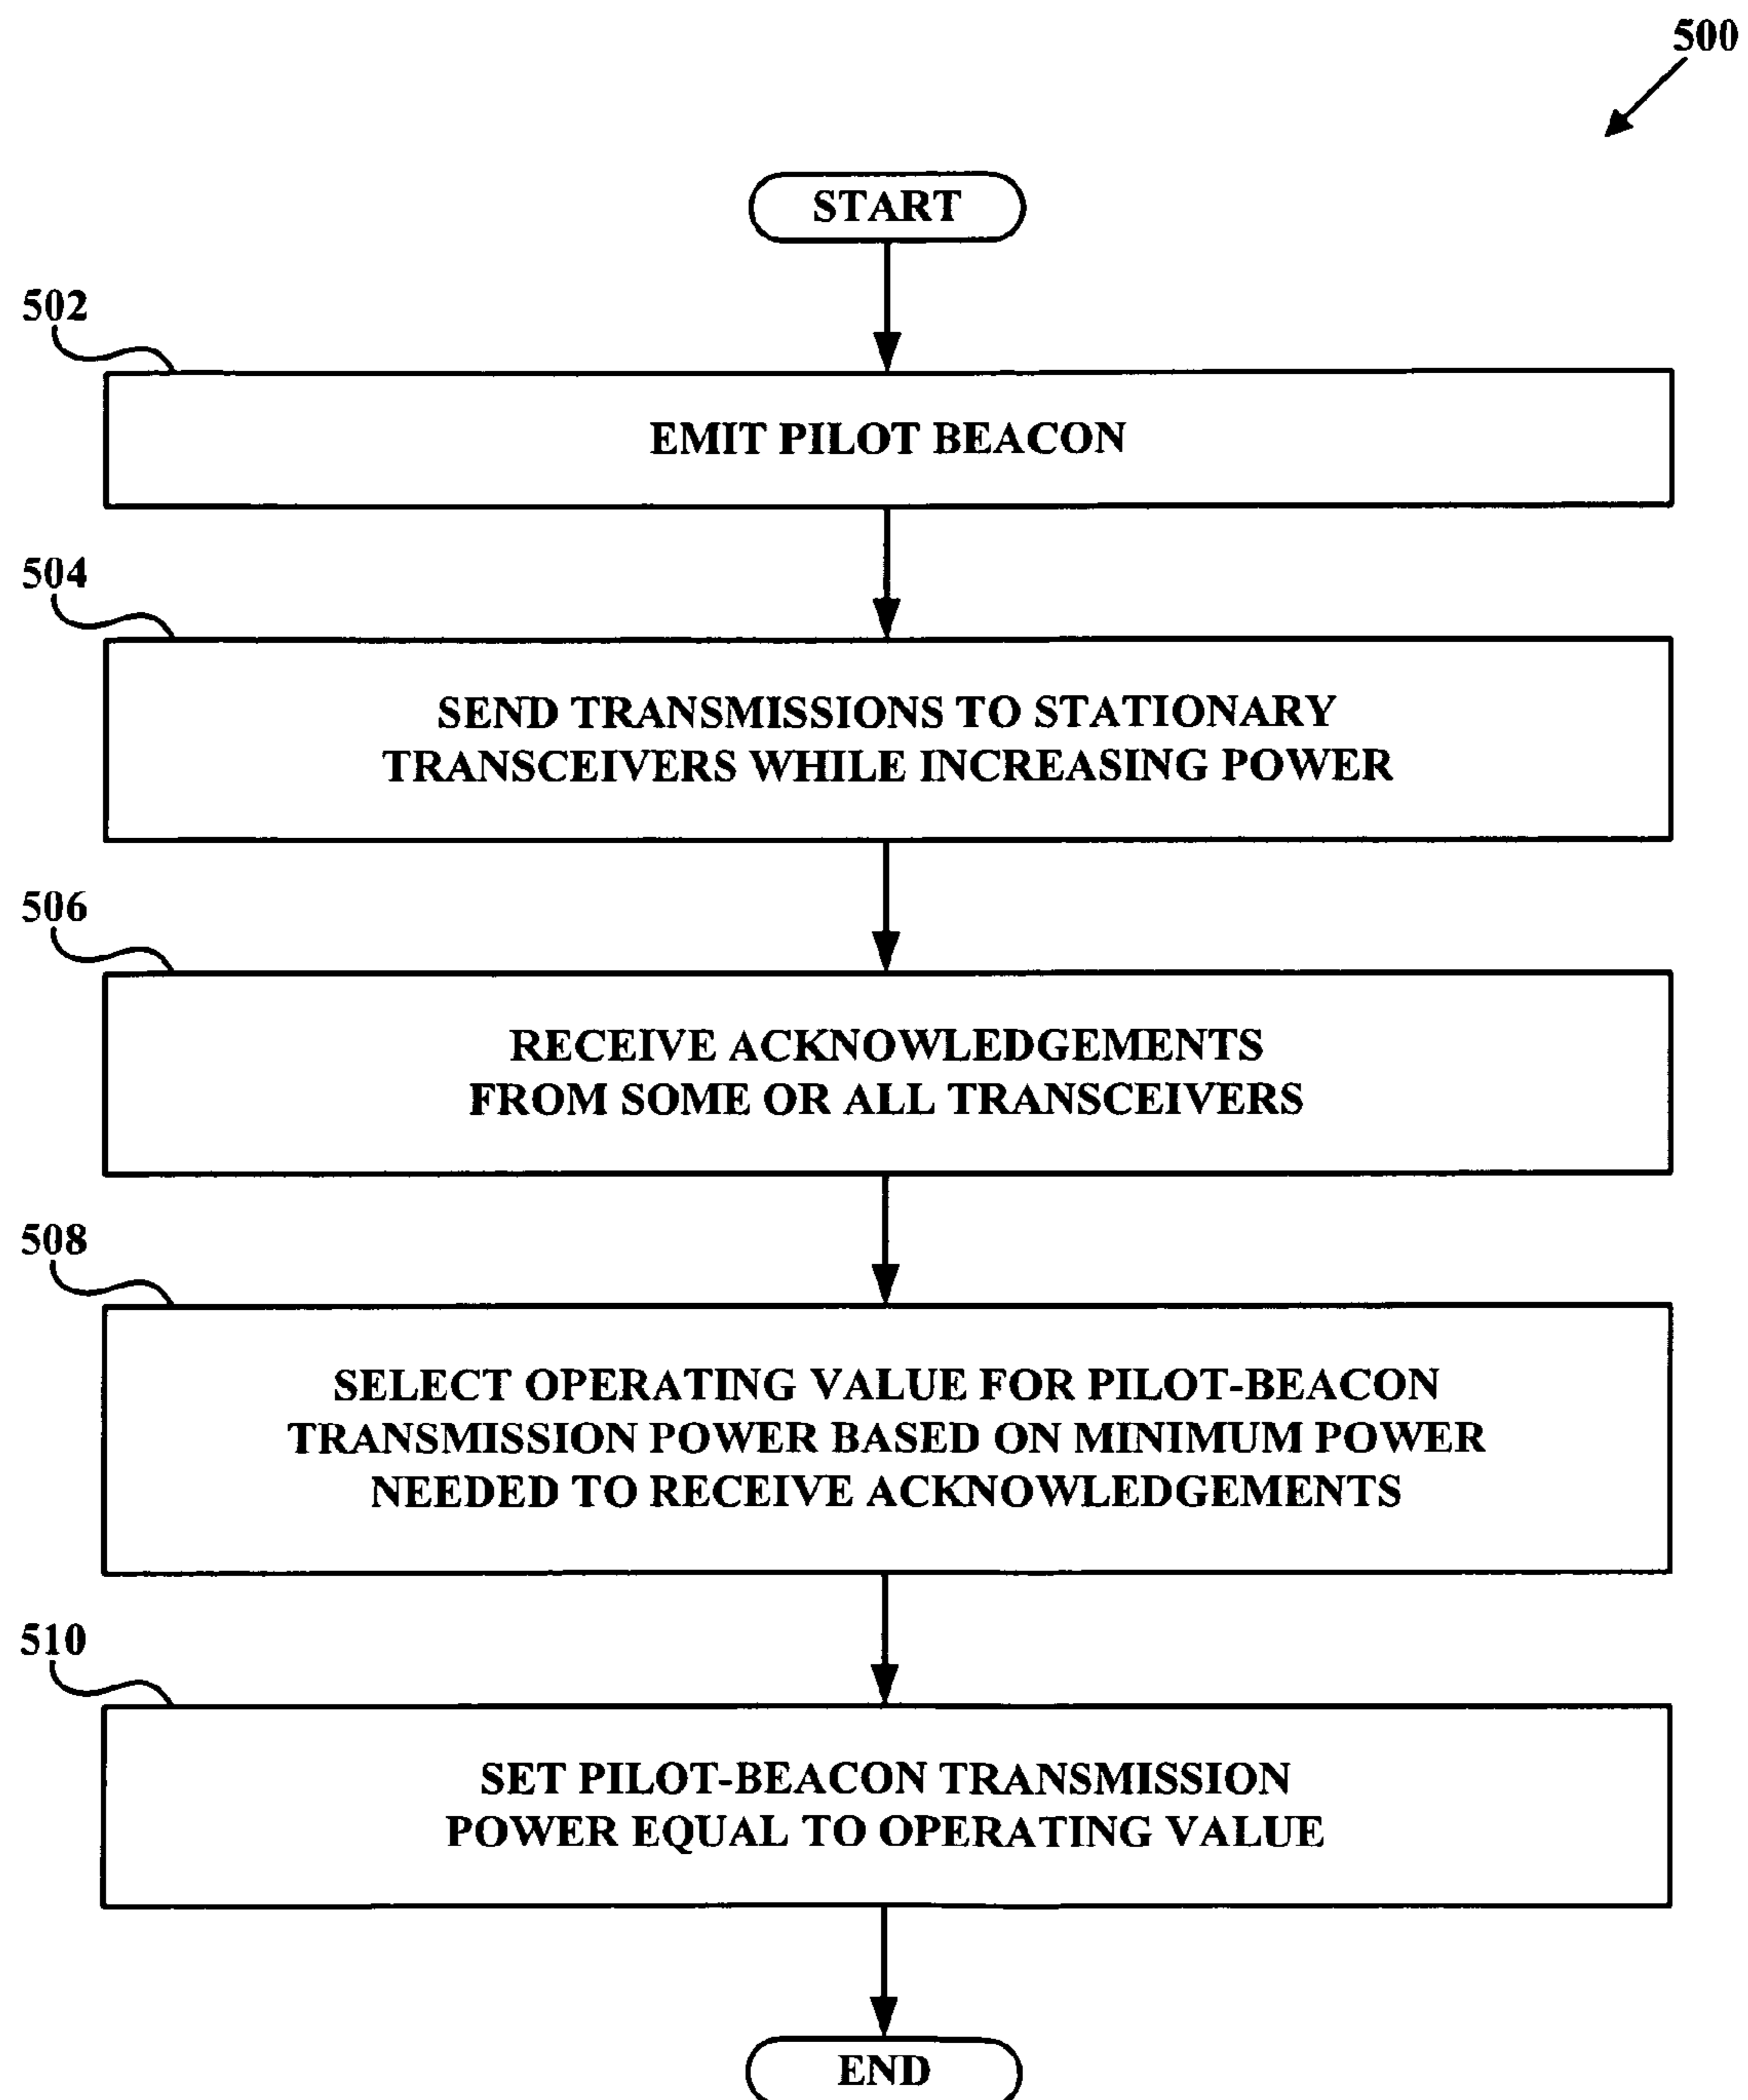 500
START
502
EMIT PILOT BEACON
504
SEND TRANSMISSIONS TO STATIONARY
TRANSCEIVERS WHILE INCREASING POWER
506
RECEIVE ACKNOWLEDGEMENTS
FROM SOME OR ALL TRANSCEIVERS
508
SELECT OPERATING VALUE FOR PILOT-BEACON
TRANSMISSION POWER BASED ON MINIMUM POWER
NEEDED TO RECEIVE ACKNOWLEDGEMENTS
510
SET PILOT-BEACON TRANSMISSION
POWER EQUAL TO OPERATING VALUE
END